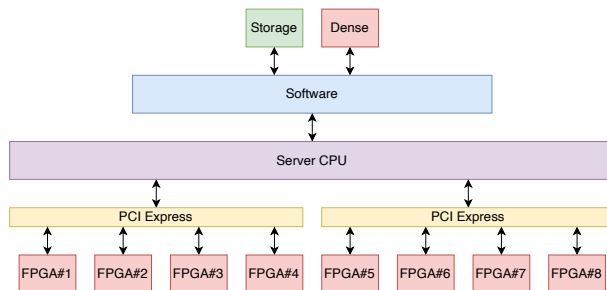 Storage
Dense
Software
Server CPU
PCI Express
PCI Express
FPGA#1
FPGA#2
FPGA#3
FPGA#4
FPGA#5
FPGA#6
FPGA#7
FPGA#8